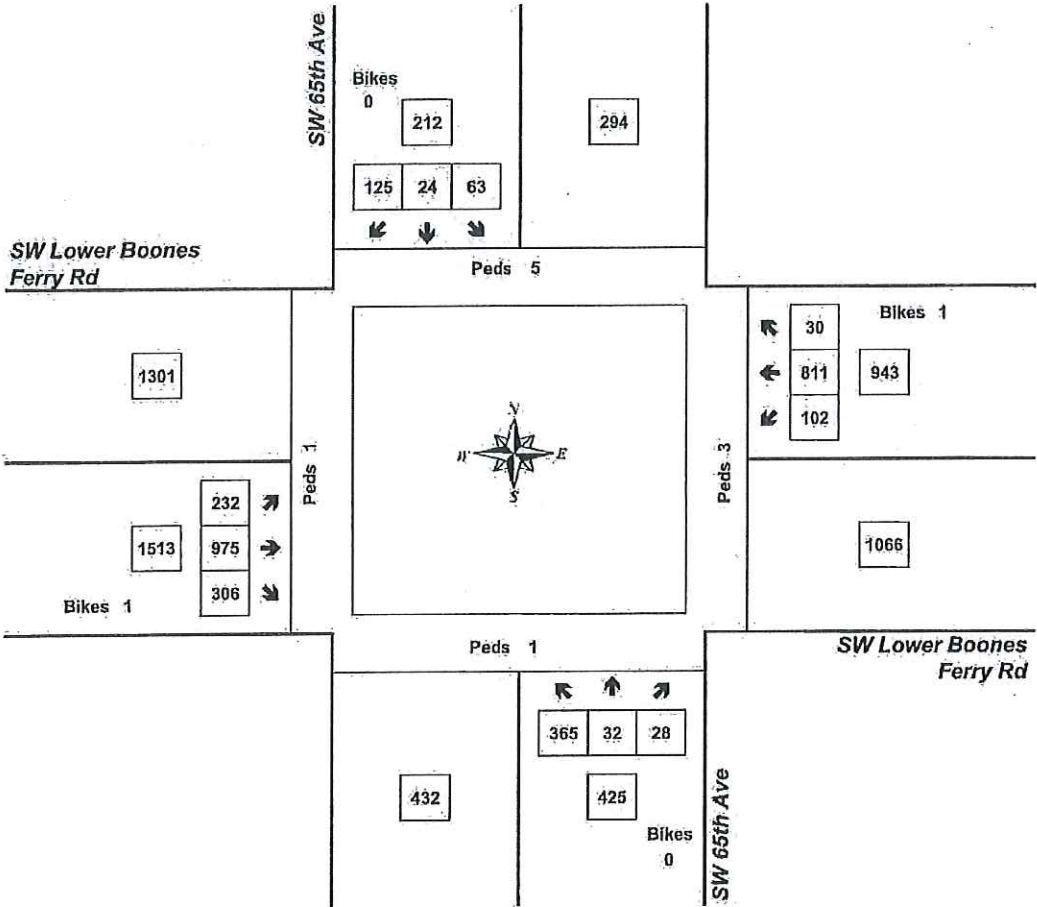 SW 65th Ave
Bikes
0
212
294
125 24 63
SW Lower Boones
Ferry Rd
Peds 5
1301
30
811
102
943
Bikes 1
N
W E
S
Peds 1
Peds 3
232
975
306
1513
Bikes 1
1066
Peds 1
SW Lower Boones
Ferry Rd
365 32 28
432
425
Bikes
0
SW 65th Ave